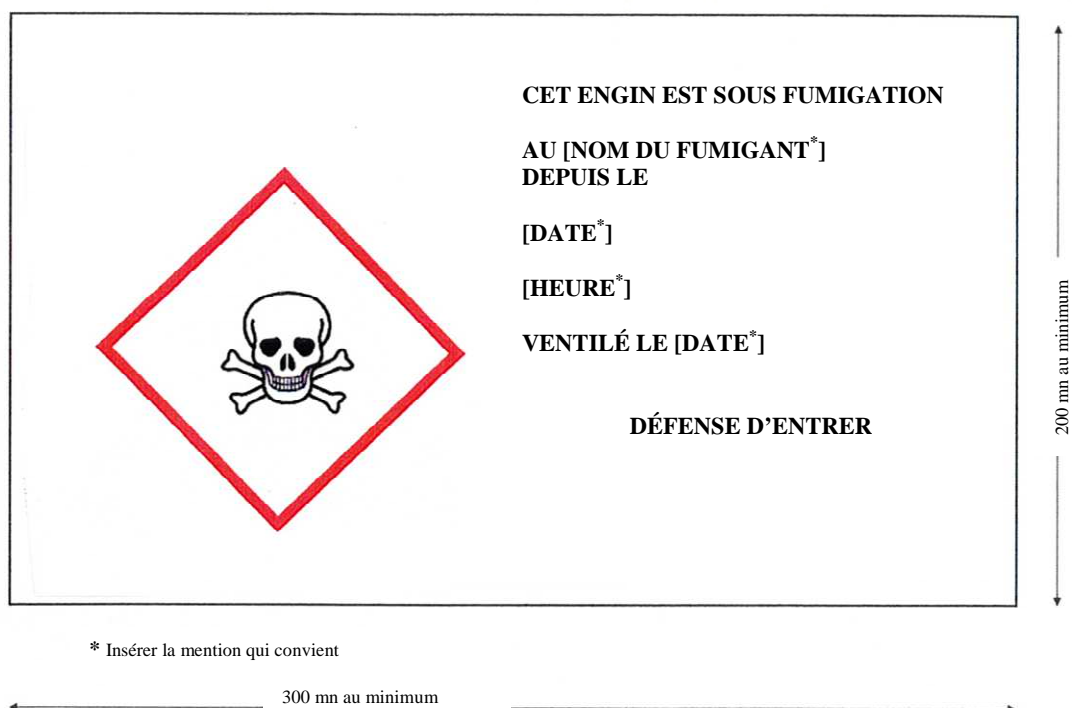 CET ENGIN EST SOUS FUMIGATION
AU [NOM DU FUMIGANT*]
DEPUIS LE
[DATE*]
[HEURE*]
VENTILÉ LE [DATE*]
DÉFENSE D’ENTRER
200 mn au minimum
* Insérer la mention qui convient
300 mn au minimum